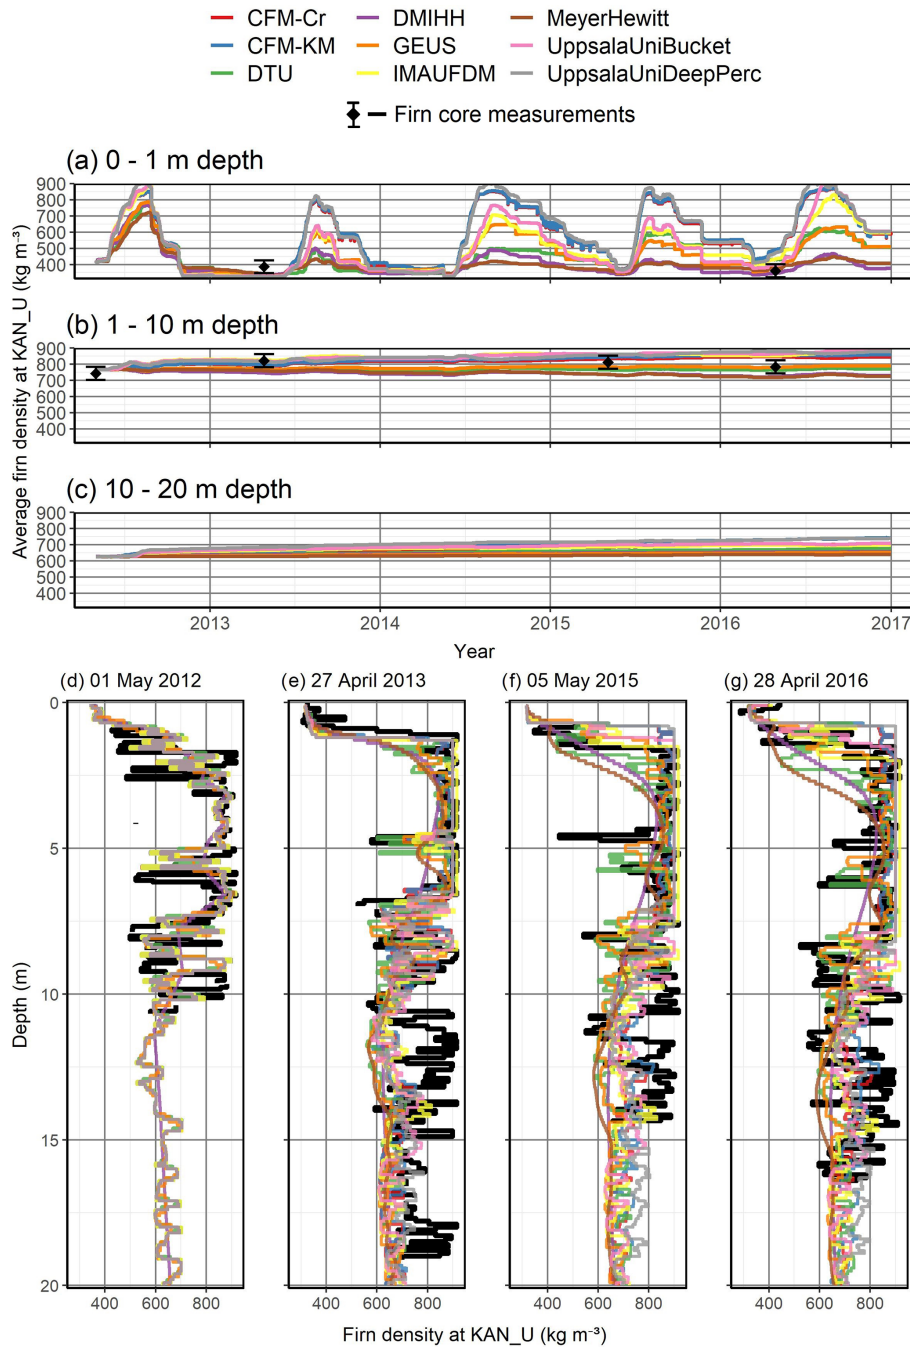 CFM-Cr DMIHH MeyerHewitt
CFM-KM GEUS UppsalaUniBucket
DTU IMAUFDM UppsalaUniDeepPerc
Firn core measurements
Average firn density at KAN_U (kg m⁻³)
(a) 0 - 1 m depth
900
800
700
600
500
400
(b) 1 - 10 m depth
900
800
700
600
500
400
(c) 10 - 20 m depth
900
800
700
600
500
400
2013 2014 2015 2016 2017
Year
(d) 01 May 2012 (e) 27 April 2013 (f) 05 May 2015 (g) 28 April 2016
Depth (m)
0
5
10
15
20
400 600 800 400 600 800 400 600 800 400 600 800
Firn density at KAN_U (kg m⁻³)